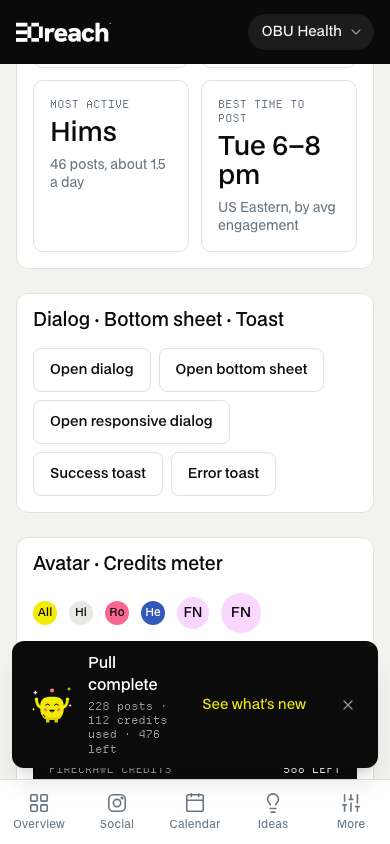 reach
OBU Health
MOST ACTIVE
Hims
46 posts, about 1.5
a day
BEST TIME TO
POST
Tue 6–8
pm
US Eastern, by avg
engagement
Dialog · Bottom sheet · Toast
Open dialog
Open bottom sheet
Open responsive dialog
Success toast
Error toast
Avatar · Credits meter
All
Hi
Ro
He
FN
FN
Pull
complete
228 posts ·
112 credits
used · 476
left
See what's new
FIRECRAWL CREDITS
588 LEFT
Overview
Social
Calendar
Ideas
More